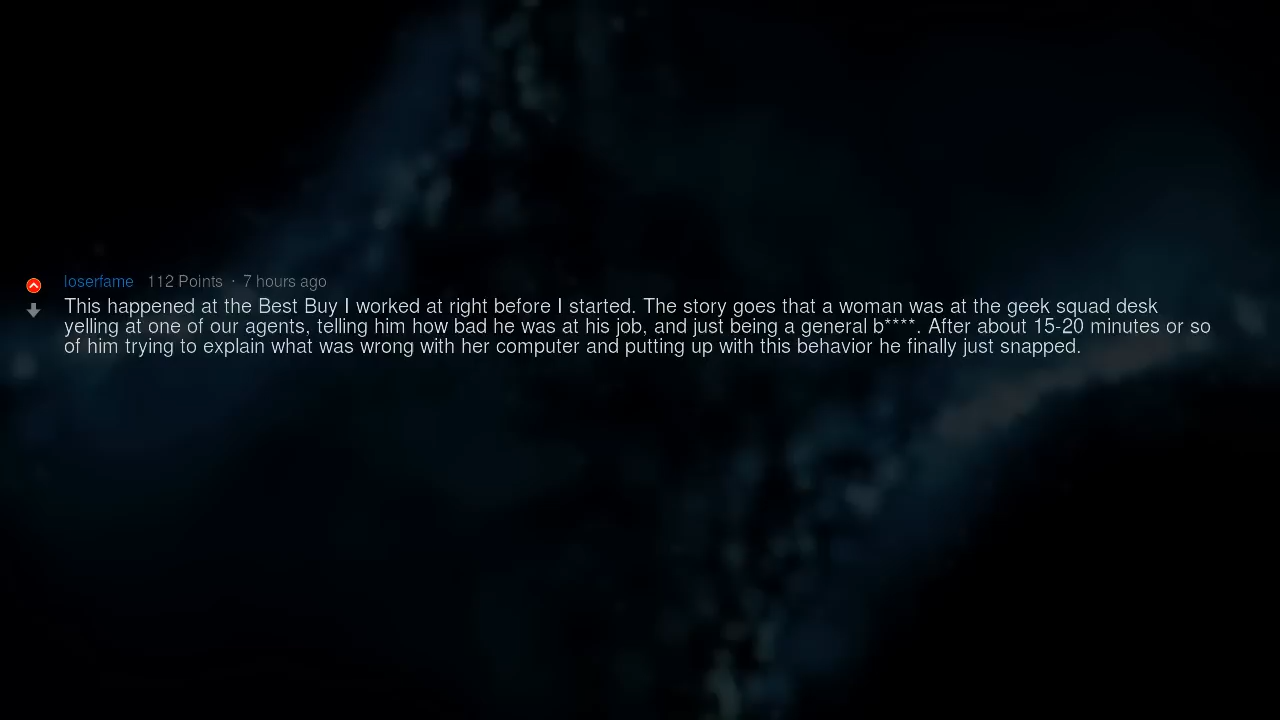 loserfame 112 Points · 7 hours ago
This happened at the Best Buy I worked at right before I started. The story goes that a woman was at the geek squad desk
yelling at one of our agents, telling him how bad he was at his job, and just being a general b****. After about 15-20 minutes or so
of him trying to explain what was wrong with her computer and putting up with this behavior he finally just snapped.